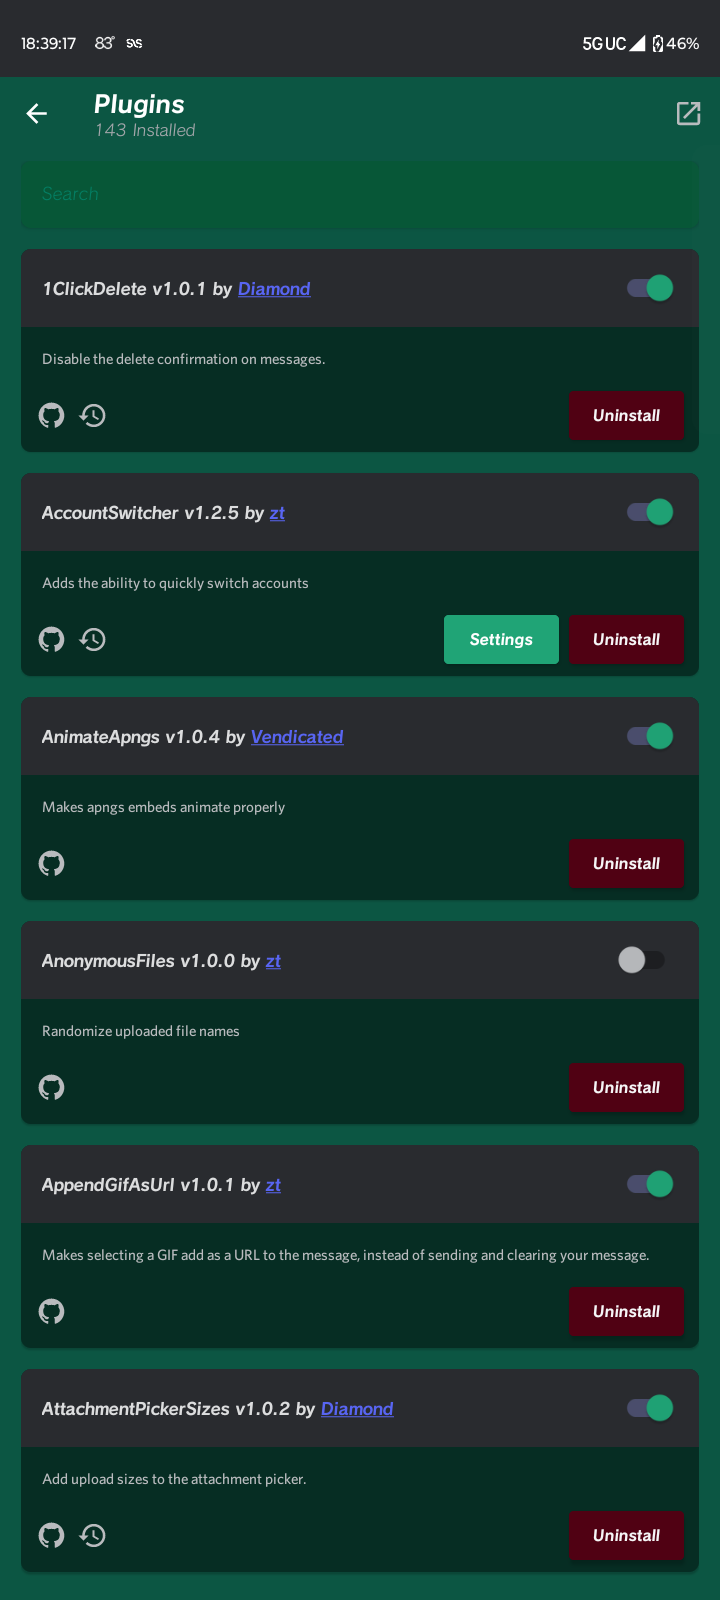 18:39:17 83° SNS 5G UC 46%
Plugins
143 Installed
Search
1ClickDelete v1.0.1 by Diamond
Disable the delete confirmation on messages.
Uninstall
AccountSwitcher v1.2.5 by zt
Adds the ability to quickly switch accounts
Settings Uninstall
AnimateApngs v1.0.4 by Vendicated
Makes apngs embeds animate properly
Uninstall
AnonymousFiles v1.0.0 by zt
Randomize uploaded file names
Uninstall
AppendGifAsUrl v1.0.1 by zt
Makes selecting a GIF add as a URL to the message, instead of sending and clearing your message.
Uninstall
AttachmentPickerSizes v1.0.2 by Diamond
Add upload sizes to the attachment picker.
Uninstall